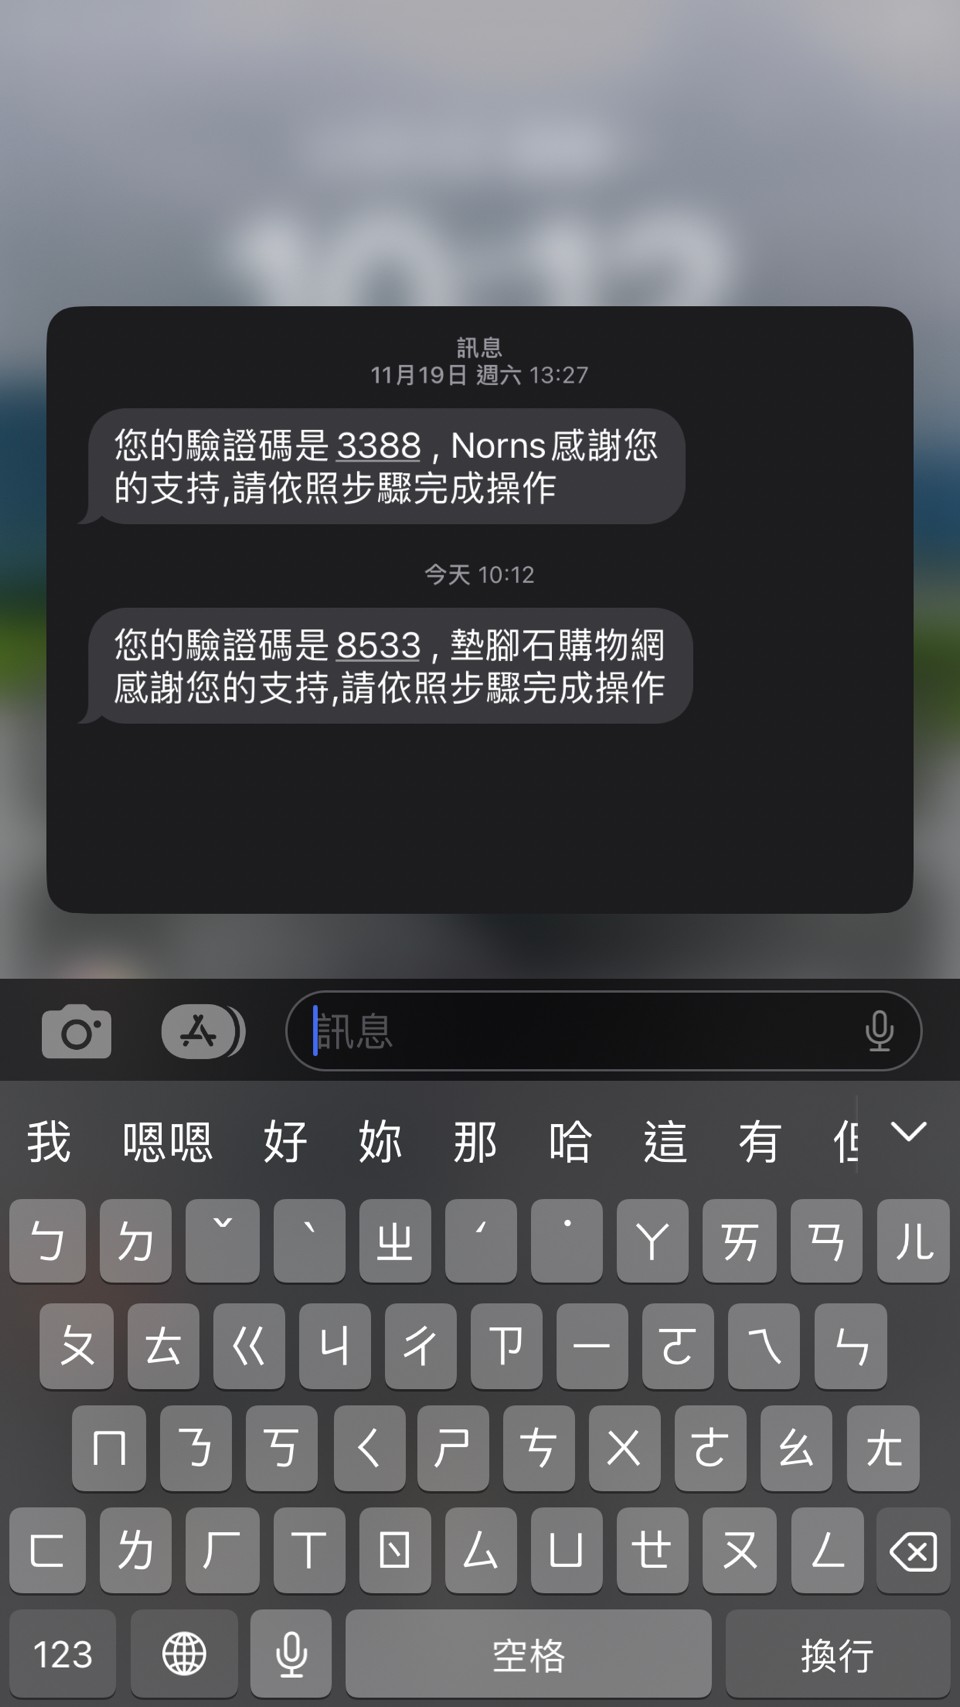 10:12
訊息
11月19日 週六 13:27
您的驗證碼是 3388 , Norns感謝您
的支持,請依照步驟完成操作
今天 10:12
您的驗證碼是 8533 , 墊腳石購物網
感謝您的支持,請依照步驟完成操作
訊息
我 嗯嗯 好 妳 那 哈 這 有 但
ㄅ ㄉ ˇ ˋ ㄓ ˊ ˙ ㄚ ㄞ ㄢ ㄦ
ㄆ ㄊ ㄍ ㄐ ㄔ ㄗ ㄧ ㄛ ㄟ ㄣ
ㄇ ㄋ ㄎ ㄑ ㄕ ㄘ ㄨ ㄜ ㄠ ㄤ
ㄈ ㄌ ㄏ ㄒ ㄖ ㄙ ㄩ ㄝ ㄡ ㄥ
123 空格 換行